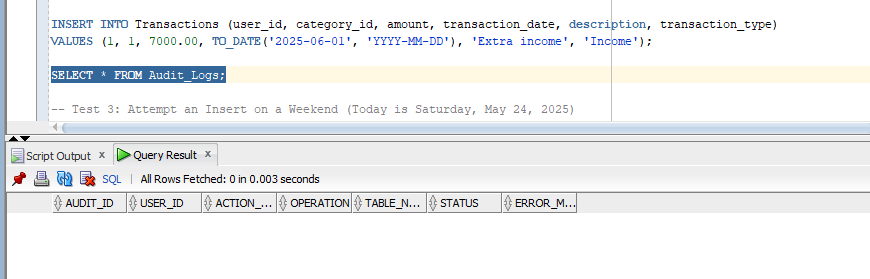 INSERT INTO Transactions (user_id, category_id, amount, transaction_date, description, transaction_type)
VALUES (1, 1, 7000.00, TO_DATE('2025-06-01', 'YYYY-MM-DD'), 'Extra income', 'Income');
SELECT * FROM Audit_Logs;
-- Test 3: Attempt an Insert on a Weekend (Today is Saturday, May 24, 2025)
Script Output x Query Result x
SQL | All Rows Fetched: 0 in 0.003 seconds
AUDIT_ID USER_ID ACTION_... OPERATION TABLE_N... STATUS ERROR_M...